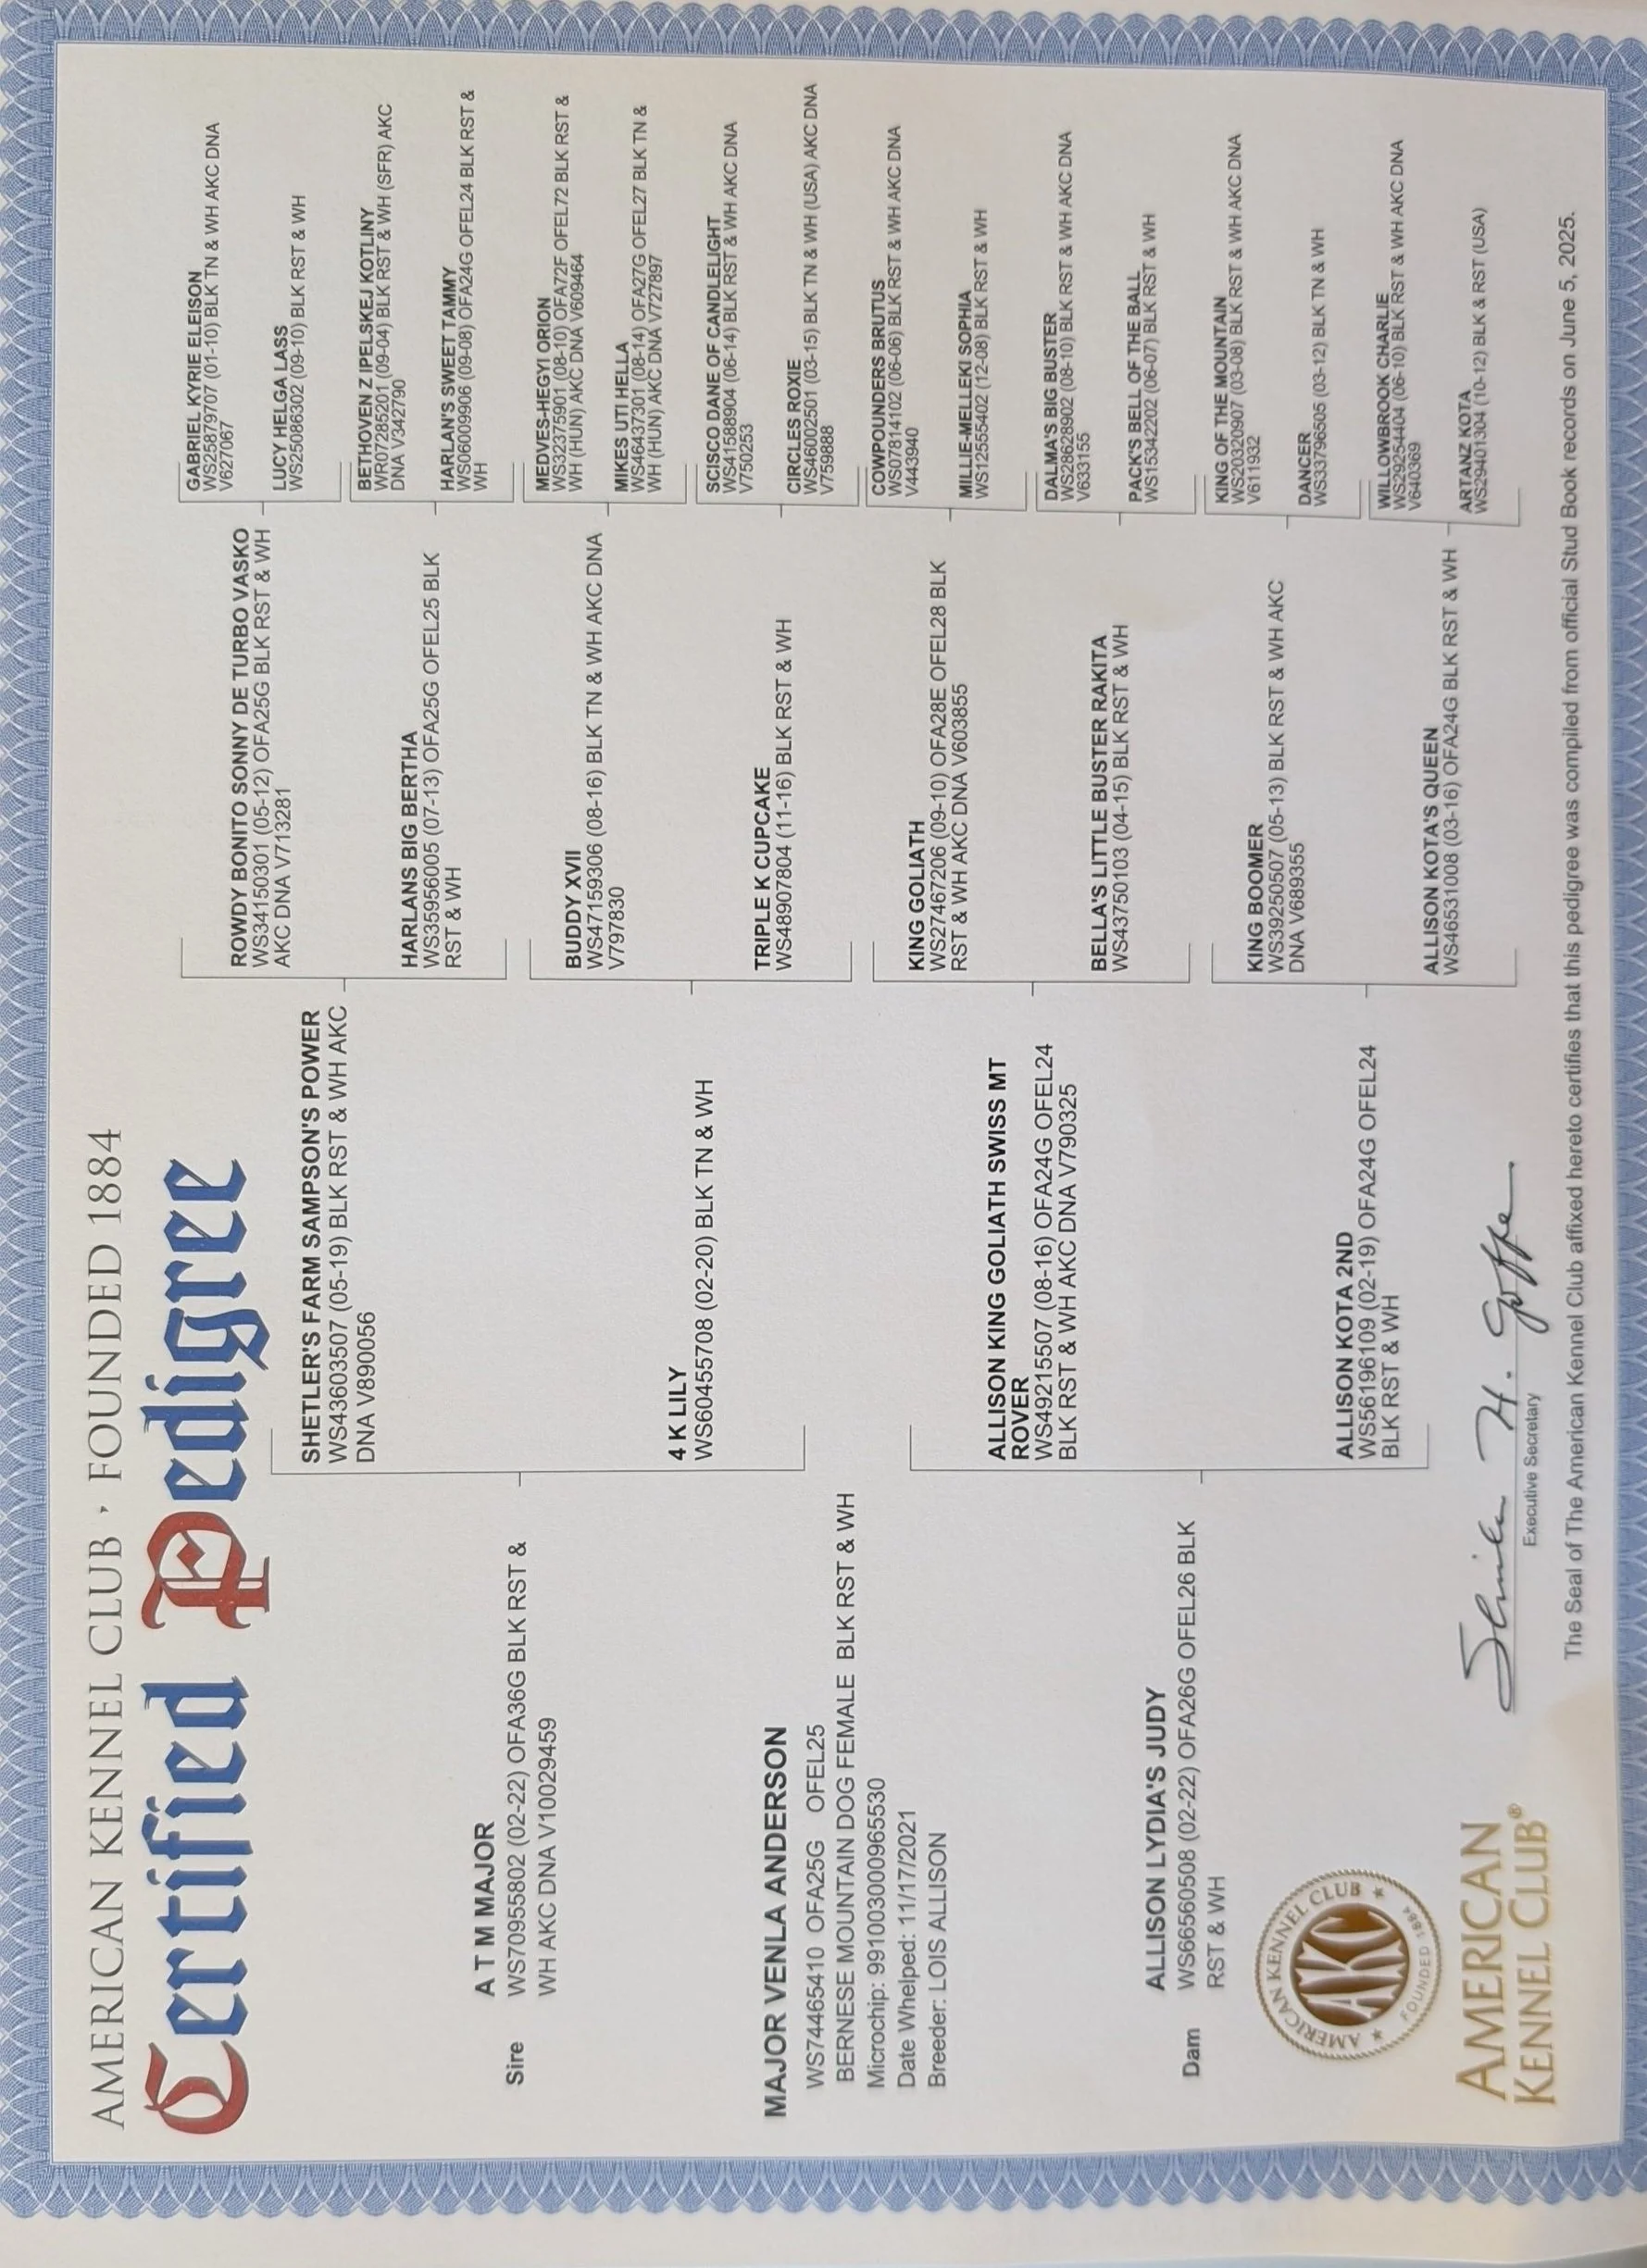 AMERICAN KENNEL CLUB · FOUNDED 1884
Certified Pedigree
Sire
A T M MAJOR
WS70955802 (02-22) OFA36G BLK RST &
WH AKC DNA V10029459
MAJOR VENLA ANDERSON
WS74465410 OFA25G OFEL25
BERNESE MOUNTAIN DOG FEMALE BLK RST & WH
Microchip: 991003000965530
Date Whelped: 11/17/2021
Breeder: LOIS ALLISON
Dam
ALLISON LYDIA'S JUDY
WS66560508 (02-22) OFA26G OFEL26 BLK
RST & WH
SHETLER'S FARM SAMPSON'S POWER
WS43603507 (05-19) BLK RST & WH AKC
DNA V890056
4 K LILY
WS60455708 (02-20) BLK TN & WH
ALLISON KING GOLIATH SWISS MT
ROVER
WS49215507 (08-16) OFA24G OFEL24
BLK RST & WH AKC DNA V790325
ALLISON KOTA 2ND
WS56196109 (02-19) OFA24G OFEL24
BLK RST & WH
ROWDY BONITO SONNY DE TURBO VASKO
WS34150301 (05-12) OFA25G BLK RST & WH
AKC DNA V713281
HARLANS BIG BERTHA
WS35956005 (07-13) OFA25G OFEL25 BLK
RST & WH
BUDDY XVII
WS47159306 (08-16) BLK TN & WH AKC DNA
V797830
TRIPLE K CUPCAKE
WS48907804 (11-16) BLK RST & WH
KING GOLIATH
WS27467206 (09-10) OFA28E OFEL28 BLK
RST & WH AKC DNA V603855
BELLA'S LITTLE BUSTER RAKITA
WS43750103 (04-15) BLK RST & WH
KING BOOMER
WS39250507 (05-13) BLK RST & WH AKC
DNA V689355
ALLISON KOTA'S QUEEN
WS46531008 (03-16) OFA24G BLK RST & WH
GABRIEL KYRIE ELEISON
WS25879707 (01-10) BLK TN & WH AKC DNA
V627067
LUCY HELGA LASS
WS25086302 (09-10) BLK RST & WH
BETHOVEN Z IPELSKEJ KOTLINY
WR07285201 (09-04) BLK RST & WH (SFR) AKC
DNA V342790
HARLAN'S SWEET TAMMY
WS06009906 (09-08) OFA24G OFEL24 BLK RST &
WH
MEDVES-HEGYI ORION
WS32375901 (08-10) OFA72F OFEL72 BLK RST &
WH (HUN) AKC DNA V609464
MIKES UTI HELLA
WS46437301 (08-14) OFA27G OFEL27 BLK TN &
WH (HUN) AKC DNA V727897
SCISCO DANE OF CANDLELIGHT
WS41588904 (06-14) BLK RST & WH AKC DNA
V750253
CIRCLES ROXIE
WS46002501 (03-15) BLK TN & WH (USA) AKC DNA
V759888
COWPOUNDERS BRUTUS
WS07814102 (06-06) BLK RST & WH AKC DNA
V443940
MILLIE-MELLEKI SOPHIA
WS12555402 (12-08) BLK RST & WH
DALMA'S BIG BUSTER
WS28628902 (08-10) BLK RST & WH AKC DNA
V633155
PACK'S BELL OF THE BALL
WS15342202 (06-07) BLK RST & WH
KING OF THE MOUNTAIN
WS20320907 (03-08) BLK RST & WH AKC DNA
V611932
DANCER
WS33796505 (03-12) BLK TN & WH
WILLOWBROOK CHARLIE
WS29254404 (06-10) BLK RST & WH AKC DNA
V640369
ARTANZ KOTA
WS29401304 (10-12) BLK & RST (USA)
AMERICAN KENNEL CLUB
AKC
FOUNDED 1884
AMERICAN
KENNEL CLUB®
Executive Secretary
The Seal of The American Kennel Club affixed hereto certifies that this pedigree was compiled from official Stud Book records on June 5, 2025.